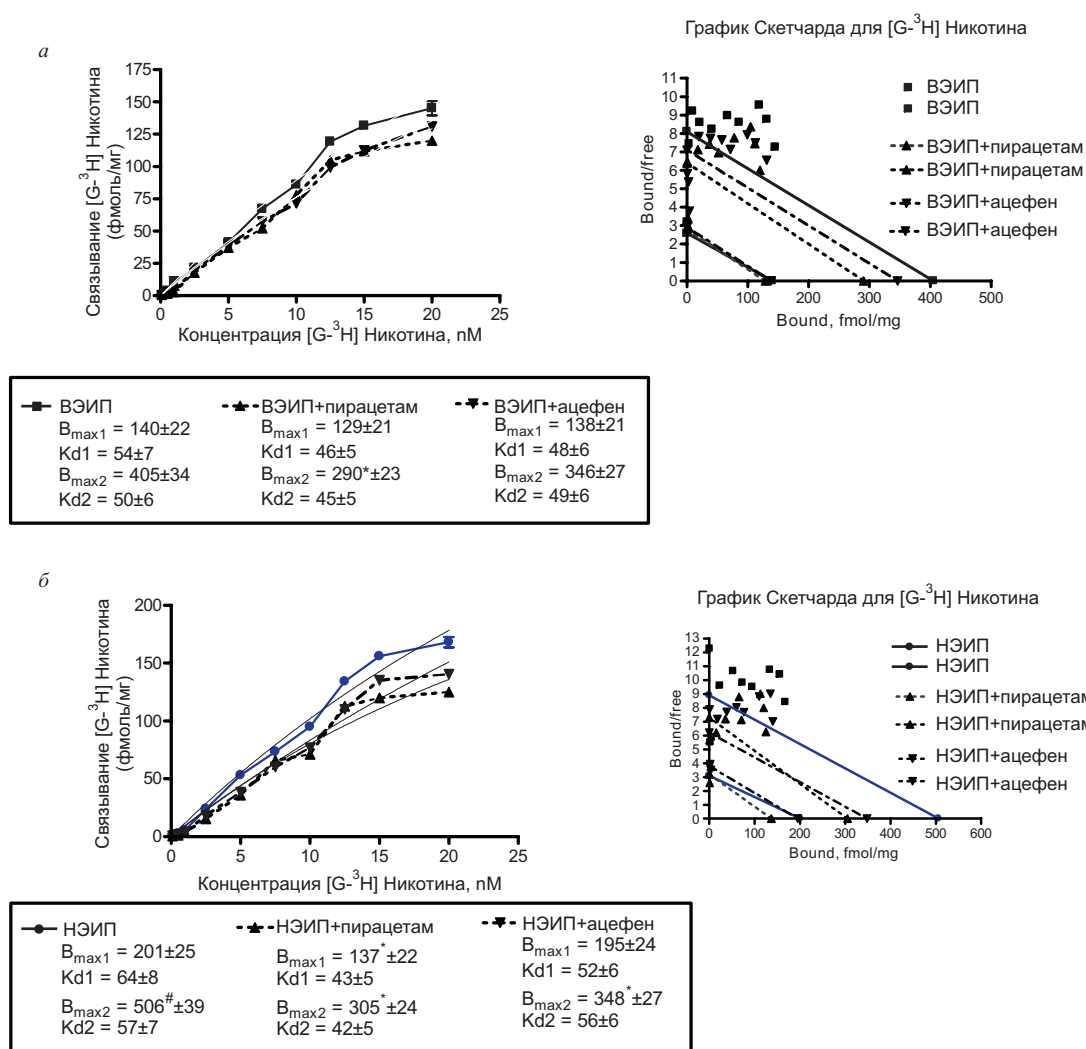 а
График Скетчарда для [G-³H] Никотина
Связывание [G-³H] Никотина
(фмоль/мг)
175
150
125
100
75
50
25
0
0 5 10 15 20 25
Концентрация [G-³H] Никотина, nM
Bound/free
11
10
9
8
7
6
5
4
3
2
1
0
0 100 200 300 400 500
Bound, fmol/mg
ВЭИП
ВЭИП
ВЭИП+пирацетам
ВЭИП+пирацетам
ВЭИП+ацефен
ВЭИП+ацефен
ВЭИП
Bmax1 = 140±22
Kd1 = 54±7
Bmax2 = 405±34
Kd2 = 50±6
ВЭИП+пирацетам
Bmax1 = 129±21
Kd1 = 46±5
Bmax2 = 290*±23
Kd2 = 45±5
ВЭИП+ацефен
Bmax1 = 138±21
Kd1 = 48±6
Bmax2 = 346±27
Kd2 = 49±6
б
График Скетчарда для [G-³H] Никотина
Связывание [G-³H] Никотина
(фмоль/мг)
200
150
100
50
0
0 5 10 15 20 25
Концентрация [G-³H] Никотина, nM
Bound/free
13
12
11
10
9
8
7
6
5
4
3
2
1
0
0 100 200 300 400 500 600
Bound, fmol/mg
НЭИП
НЭИП
НЭИП+пирацетам
НЭИП+пирацетам
НЭИП+ацефен
НЭИП+ацефен
НЭИП
Bmax1 = 201±25
Kd1 = 64±8
Bmax2 = 506#±39
Kd2 = 57±7
НЭИП+пирацетам
Bmax1 = 137*±22
Kd1 = 43±5
Bmax2 = 305*±24
Kd2 = 42±5
НЭИП+ацефен
Bmax1 = 195±24
Kd1 = 52±6
Bmax2 = 348*±27
Kd2 = 56±6